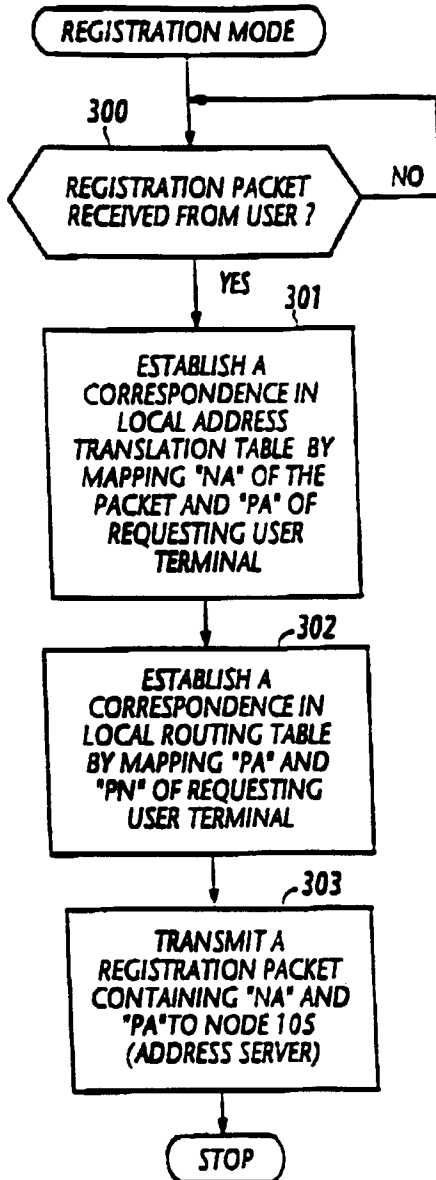 REGISTRATION MODE
300
REGISTRATION PACKET
RECEIVED FROM USER ?
NO
YES
301
ESTABLISH A
CORRESPONDENCE IN
LOCAL ADDRESS
TRANSLATION TABLE BY
MAPPING "NA" OF THE
PACKET AND "PA" OF
REQUESTING USER
TERMINAL
302
ESTABLISH A
CORRESPONDENCE IN
LOCAL ROUTING TABLE
BY MAPPING "PA" AND
"PN" OF REQUESTING
USER TERMINAL
303
TRANSMIT A
REGISTRATION PACKET
CONTAINING "NA" AND
"PA"TO NODE 105
(ADDRESS SERVER)
STOP